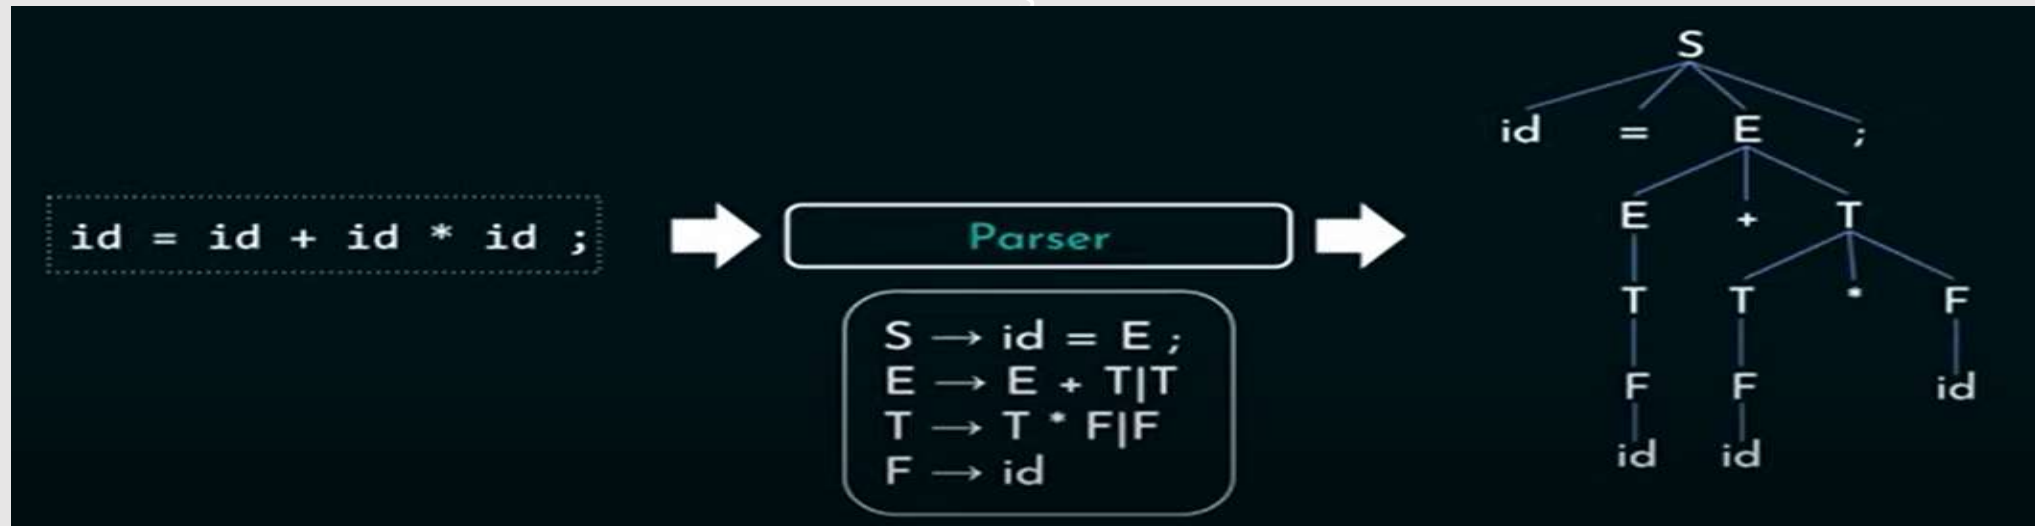 id = id + id * id ;
Parser
S → id = E ;
E → E + T|T
T → T * F|F
F → id
S
id = E ;
E + T
T T * F
F F id
id id